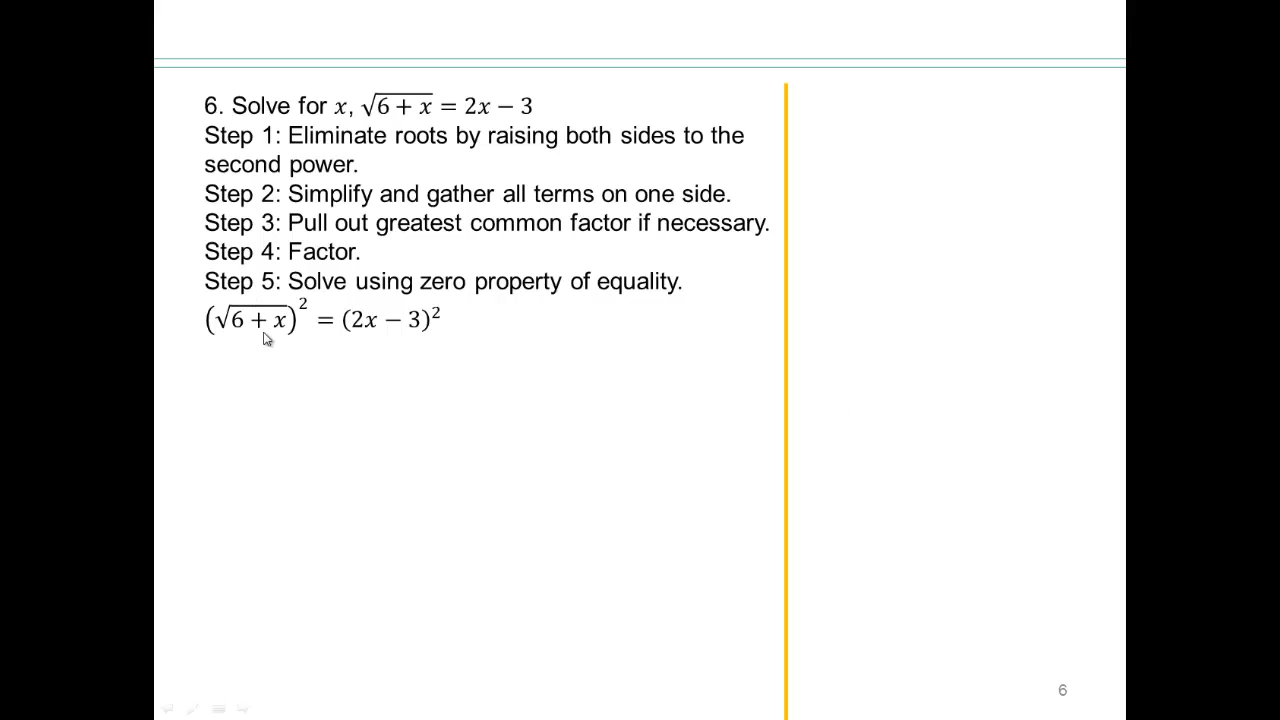 6. Solve for 𝑥, √(6 + 𝑥) = 2𝑥 − 3
Step 1: Eliminate roots by raising both sides to the
second power.
Step 2: Simplify and gather all terms on one side.
Step 3: Pull out greatest common factor if necessary.
Step 4: Factor.
Step 5: Solve using zero property of equality.
(√(6 + 𝑥))² = (2𝑥 − 3)²
6